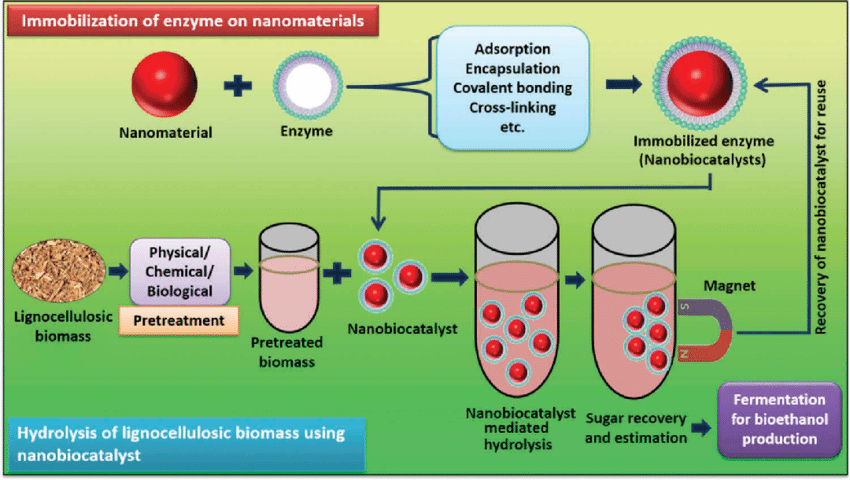 Immobilization of enzyme on nanomaterials
Nanomaterial
Enzyme
Adsorption
Encapsulation
Covalent bonding
Cross-linking
etc.
Immobilized enzyme
(Nanobiocatalysts)
Recovery of nanobiocatalyst for reuse
Lignocellulosic
biomass
Physical/
Chemical/
Biological
Pretreatment
Pretreated
biomass
Nanobiocatalyst
Nanobiocatalyst
mediated hydrolysis
Magnet
S
N
Sugar recovery
and estimation
Fermentation
for bioethanol
production
Hydrolysis of lignocellulosic biomass using
nanobiocatalyst